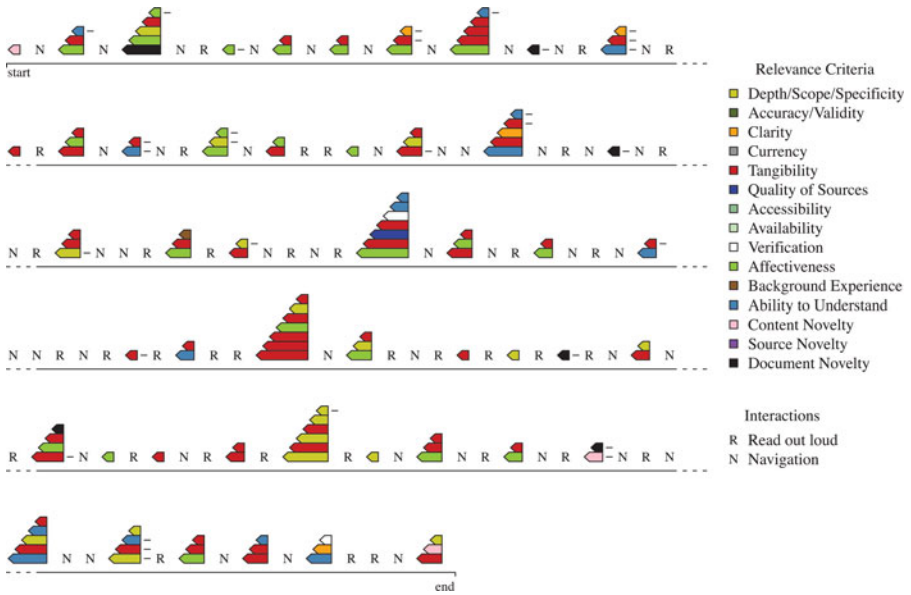 N N N R N N N N N N R N R
start
R N N R N R R N N N N R N N R
N R N N R R N R N N N N R N R N
N N R N R R R R N R N R R N R N N
R N R N R R R N N R N R N R N
N N R N N R R N
end
Relevance Criteria
Depth/Scope/Specificity
Accuracy/Validity
Clarity
Currency
Tangibility
Quality of Sources
Accessibility
Availability
Verification
Affectiveness
Background Experience
Ability to Understand
Content Novelty
Source Novelty
Document Novelty
Interactions
R Read out loud
N Navigation